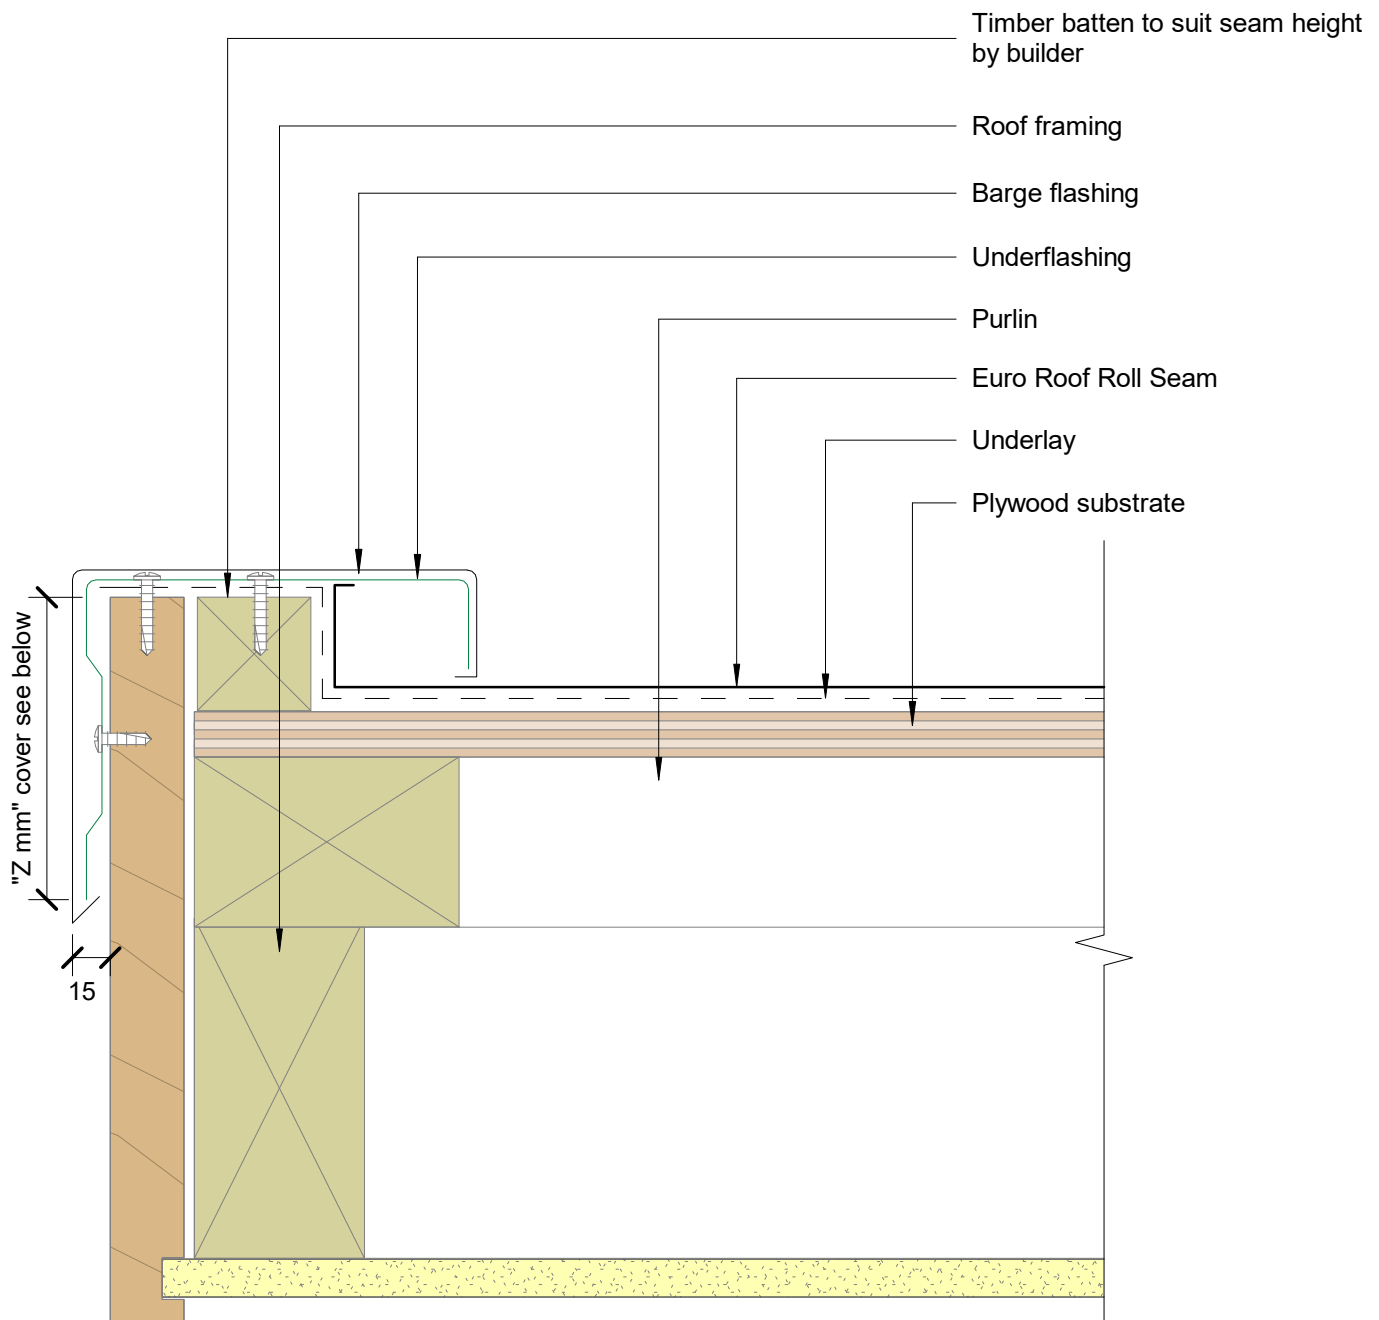 Timber batten to suit seam height
by builder
Roof framing
Barge flashing
Underflashing
Purlin
Euro Roof Roll Seam
Underlay
Plywood substrate
"Z mm" cover see below
15